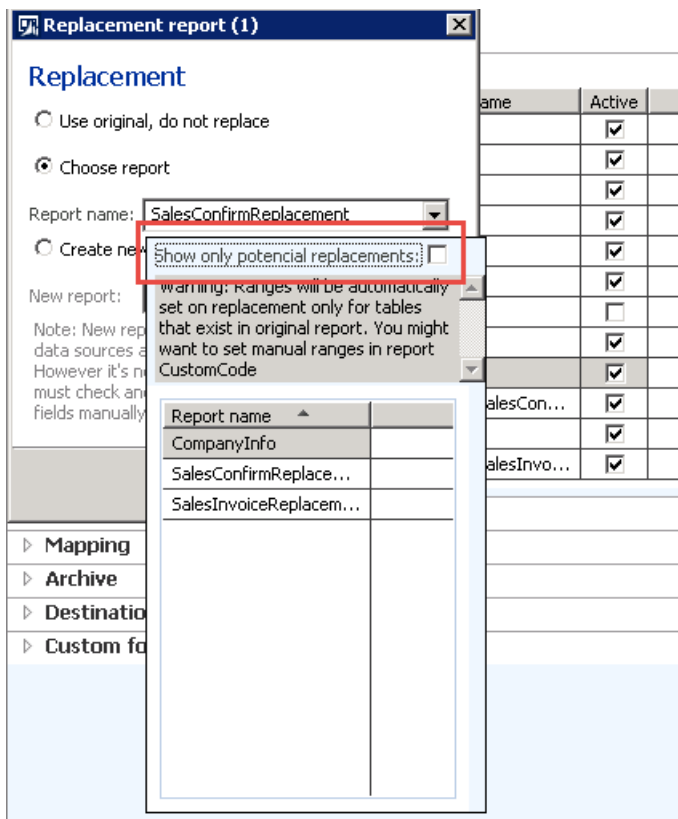 Replacement report (1)
Replacement
Use original, do not replace
Choose report
Report name: SalesConfirmReplacement
Create new
Show only potencial replacements:
Warning: Ranges will be automatically
set on replacement only for tables
that exist in original report. You might
want to set manual ranges in report
CustomCode
New report:
Note: New rep
data sources a
However it's n
must check an
fields manually
Report name
CompanyInfo
SalesConfirmReplace...
SalesInvoiceReplacem...
ame Active
alesCon...
alesInvo...
Mapping
Archive
Destinatio
Custom fo